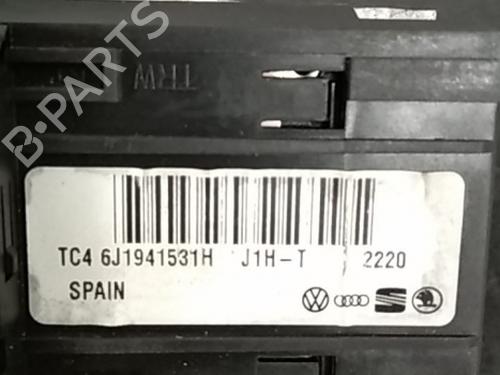 B-PARTS
TRW
TC4 6J1941531H J1H-T 2220
SPAIN